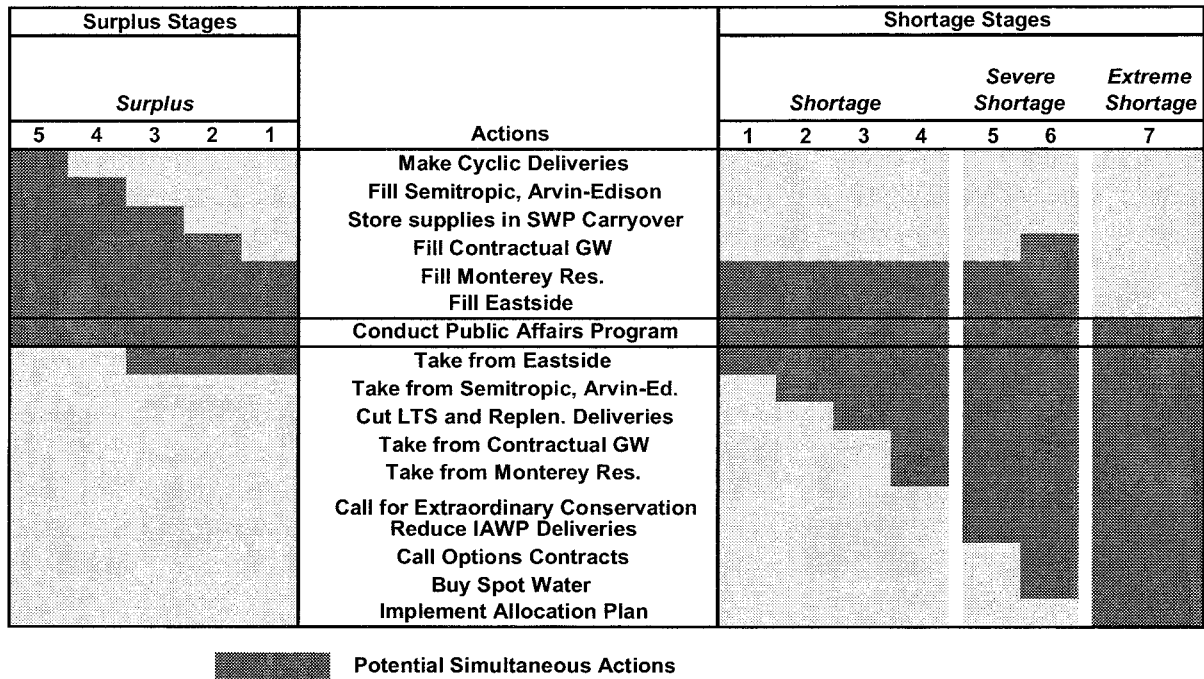 Surplus Stages
Shortage Stages
Surplus
Shortage
Severe
Shortage
Extreme
Shortage
5 4 3 2 1
Actions
1 2 3 4 5 6 7
Make Cyclic Deliveries
Fill Semitropic, Arvin-Edison
Store supplies in SWP Carryover
Fill Contractual GW
Fill Monterey Res.
Fill Eastside
Conduct Public Affairs Program
Take from Eastside
Take from Semitropic, Arvin-Ed.
Cut LTS and Replen. Deliveries
Take from Contractual GW
Take from Monterey Res.
Call for Extraordinary Conservation
Reduce IAWP Deliveries
Call Options Contracts
Buy Spot Water
Implement Allocation Plan
Potential Simultaneous Actions